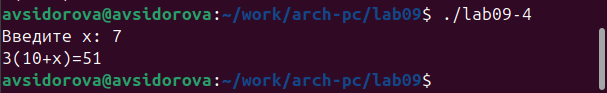 avsidorova@avsidorova:~/work/arch-pc/lab09$ ./lab09-4
Введите x: 7
3(10+x)=51
avsidorova@avsidorova:~/work/arch-pc/lab09$